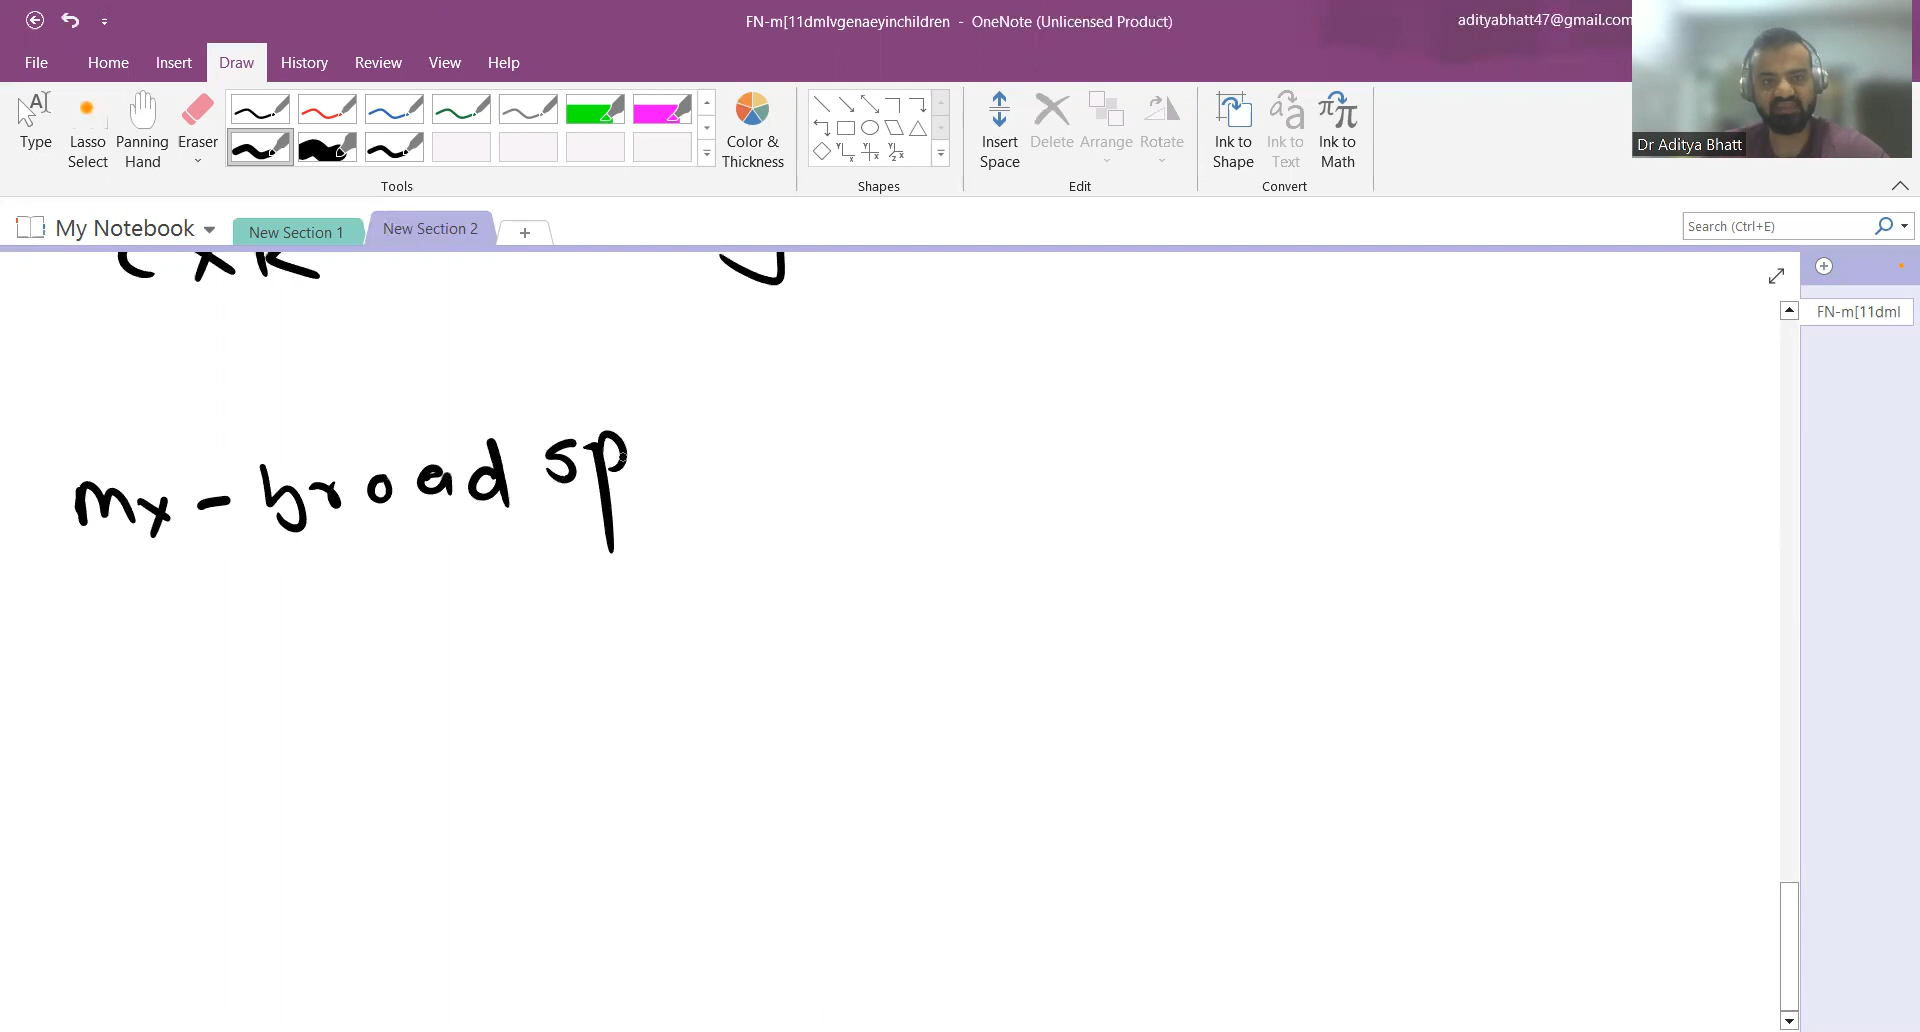 FN-m[11dmlvgenaeyinchildren - OneNote (Unlicensed Product)
adityabhatt47@gmail.com
File Home Insert Draw History Review View Help
Type Lasso Select Panning Hand Eraser Color & Thickness Insert Space Delete Arrange Rotate Ink to Shape Ink to Text Ink to Math
Dr Aditya Bhatt
Tools Shapes Edit Convert
My Notebook New Section 1 New Section 2 + Search (Ctrl+E)
FN-m[11dml
mx - broad sp